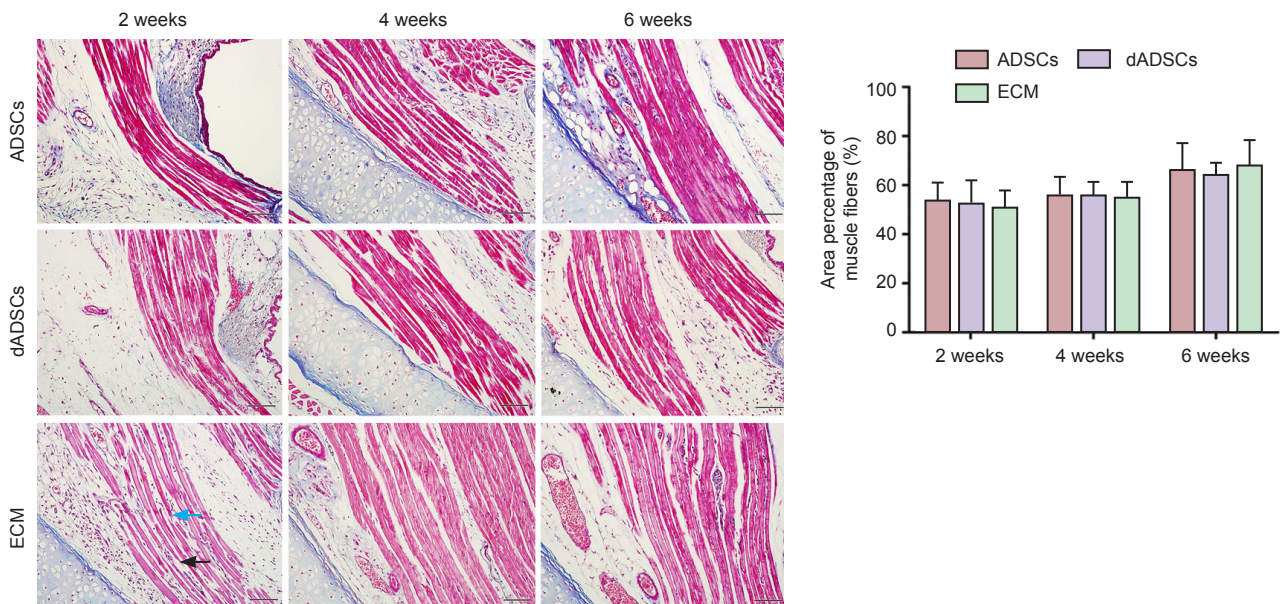 2 weeks
4 weeks
6 weeks
ADSCs
dADSCs
ECM
ADSCs
dADSCs
ECM
Area percentage of
muscle fibers (%)
100
80
60
40
20
0
2 weeks
4 weeks
6 weeks